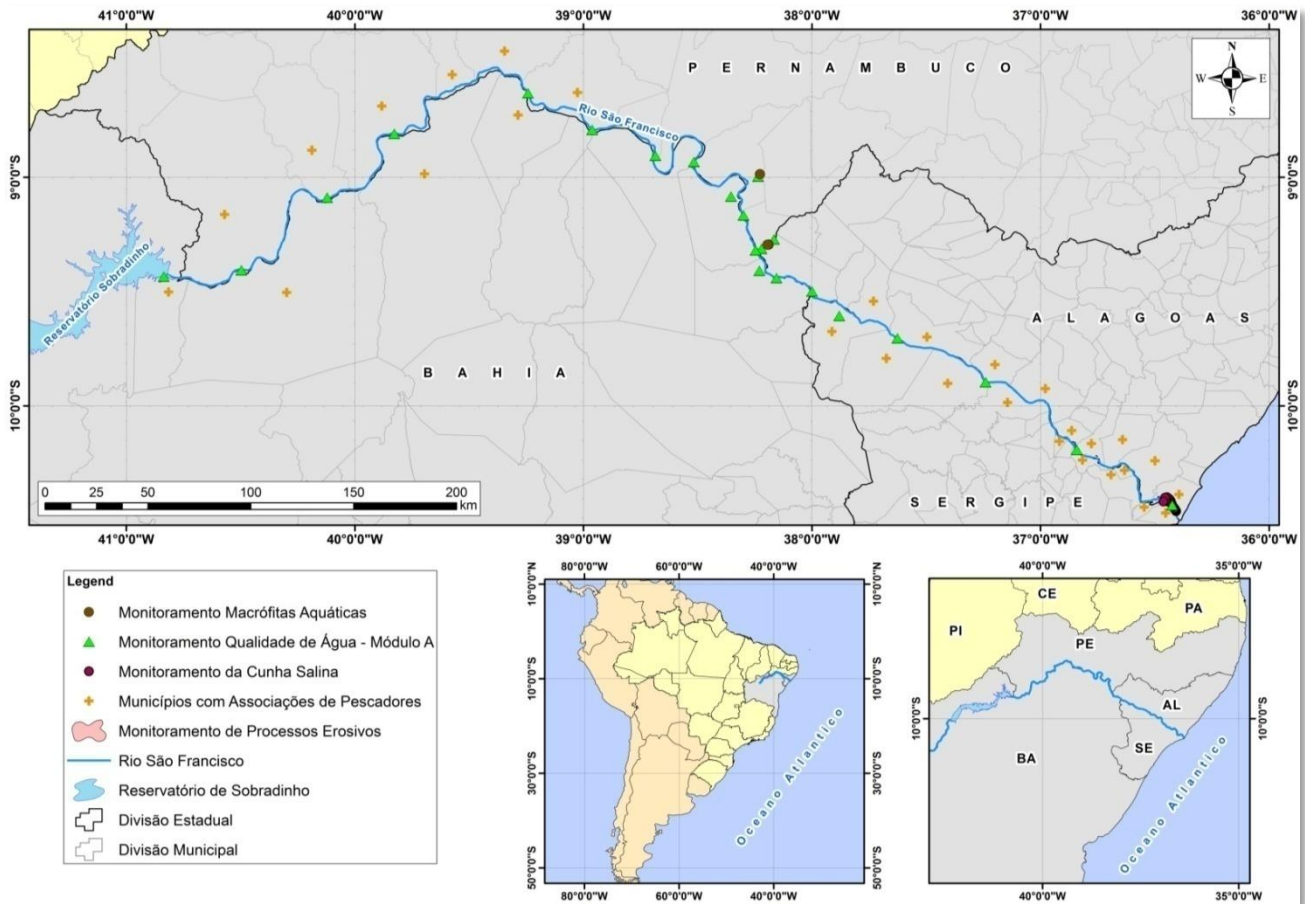 41°0'0"W 40°0'0"W 39°0'0"W 38°0'0"W 37°0'0"W 36°0'0"W
N
W E
S
PERNAMBUCO
Rio São Francisco
9°0'0"S 9°0'0"S
Reservatório Sobradinho
ALAGOAS
BAHIA
10°0'0"S 10°0'0"S
SERGIPE
0 25 50 100 150 200
km
41°0'0"W 40°0'0"W 39°0'0"W 38°0'0"W 37°0'0"W 36°0'0"W
Legend
Monitoramento Macrófitas Aquáticas
Monitoramento Qualidade de Água - Módulo A
Monitoramento da Cunha Salina
Municípios com Associações de Pescadores
Monitoramento de Processos Erosivos
Rio São Francisco
Reservatório de Sobradinho
Divisão Estadual
Divisão Municipal
80°0'0"W 60°0'0"W 40°0'0"W
10°0'0"N 10°0'0"N
10°0'0"S 10°0'0"S
30°0'0"S 30°0'0"S
50°0'0"S 50°0'0"S
Oceano Atlantico
80°0'0"W 60°0'0"W 40°0'0"W
40°0'0"W 35°0'0"W
CE
PA
PI
PE
AL
10°0'0"S 10°0'0"S
SE
BA
Oceano Atlantico
40°0'0"W 35°0'0"W